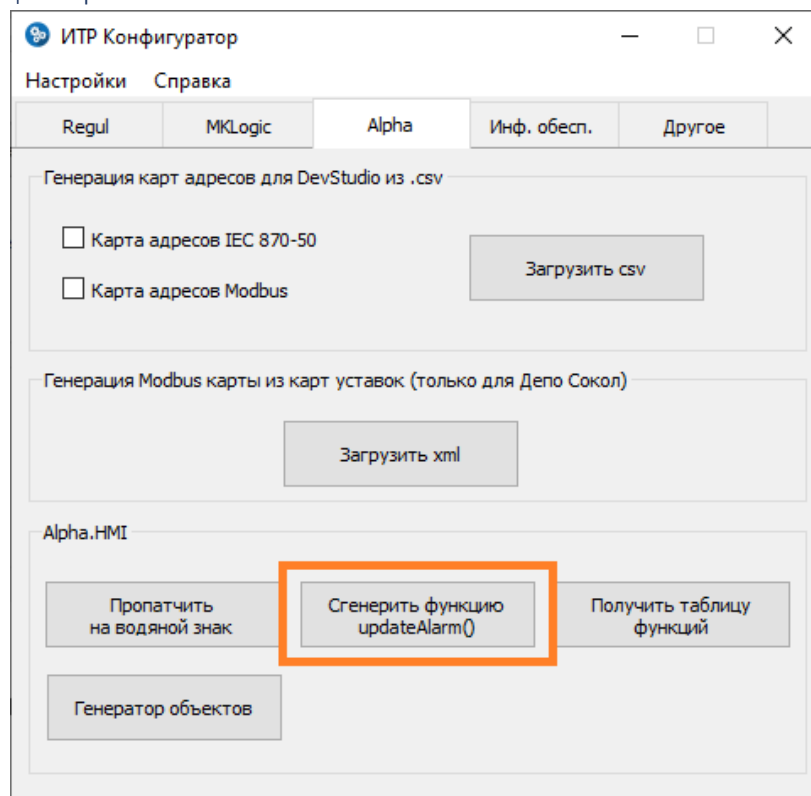 ИТР Конфигуратор
Настройки Справка
Regul MKLogic Alpha Инф. обесп. Другое
Генерация карт адресов для DevStudio из .csv
Карта адресов IEC 870-50
Загрузить csv
Карта адресов Modbus
Генерация Modbus карты из карт уставок (только для Депо Сокол)
Загрузить xml
Alpha.HMI
Пропатчить
на водяной знак
Сгенерить функцию
updateAlarm()
Получить таблицу
функций
Генератор объектов